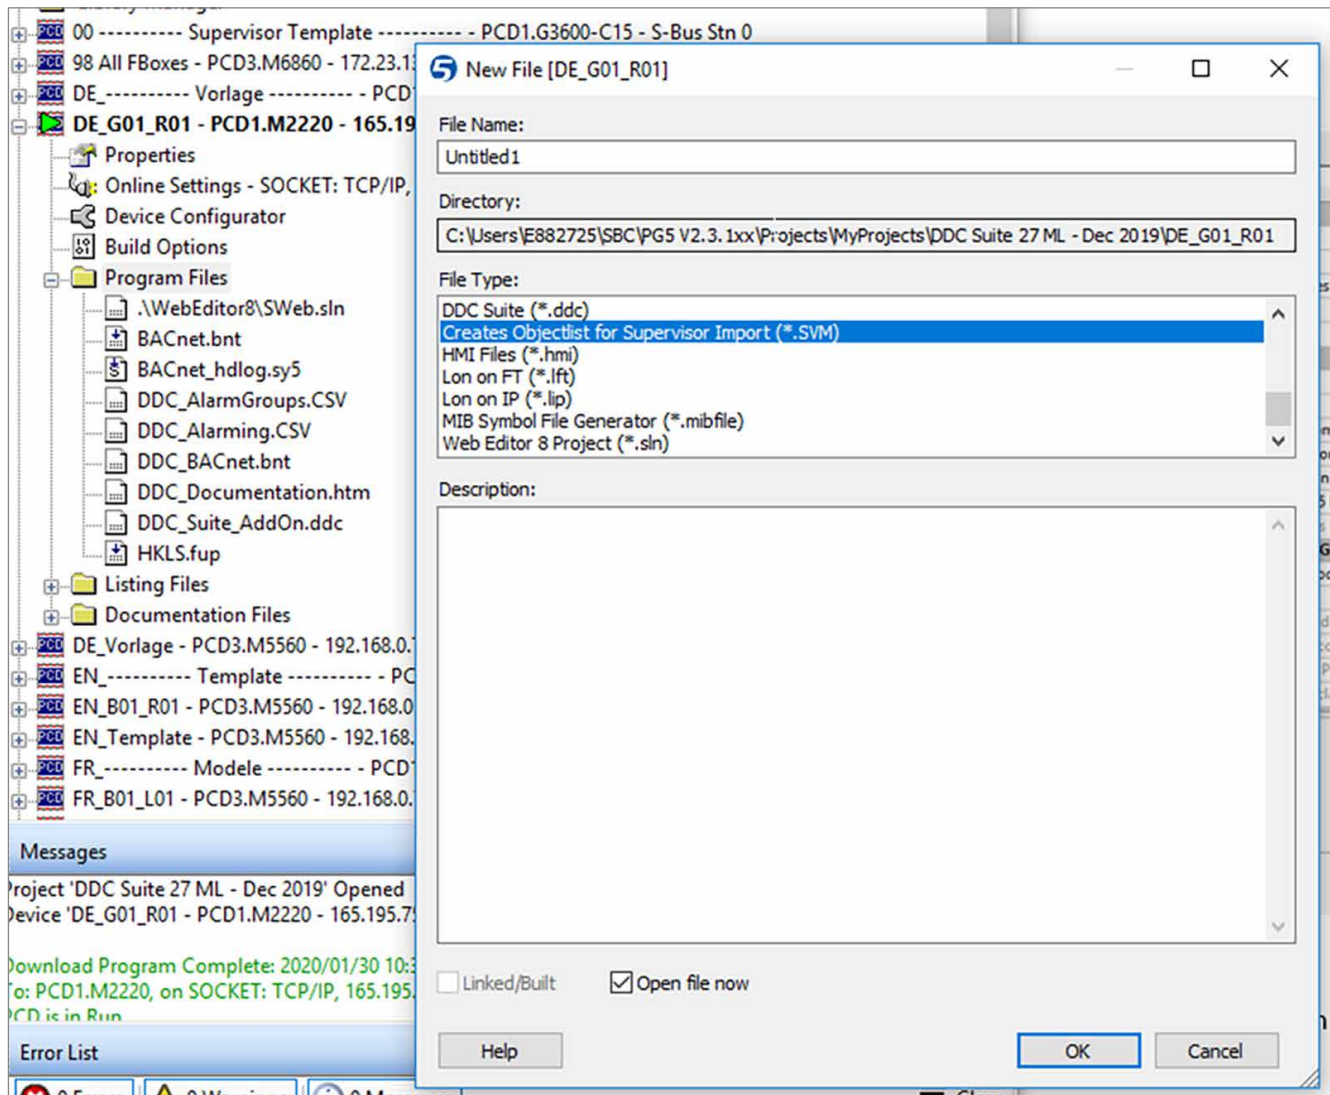 00 ---------- Supervisor Template ---------- - PCD1.G3600-C15 - S-Bus Stn 0
98 All FBoxes - PCD3.M6860 - 172.23.1
DE_---------- Vorlage ---------- - PCD
DE_G01_R01 - PCD1.M2220 - 165.19
Properties
Online Settings - SOCKET: TCP/IP,
Device Configurator
Build Options
Program Files
.\WebEditor8\SWeb.sln
BACnet.bnt
BACnet_hdlog.sy5
DDC_AlarmGroups.CSV
DDC_Alarming.CSV
DDC_BACnet.bnt
DDC_Documentation.htm
DDC_Suite_AddOn.ddc
HKLS.fup
Listing Files
Documentation Files
DE_Vorlage - PCD3.M5560 - 192.168.0.
EN_---------- Template ---------- - PC
EN_B01_R01 - PCD3.M5560 - 192.168.0
EN_Template - PCD3.M5560 - 192.168.
FR_---------- Modele ---------- - PCD
FR_B01_L01 - PCD3.M5560 - 192.168.0.
Messages
Project 'DDC Suite 27 ML - Dec 2019' Opened
Device 'DE_G01_R01 - PCD1.M2220 - 165.195.7
Download Program Complete: 2020/01/30 10:
To: PCD1.M2220, on SOCKET: TCP/IP, 165.195.
PCD is in Run
Error List
New File [DE_G01_R01]
File Name:
Untitled1
Directory:
C:\Users\E882725\SBC\PG5 V2.3.1xx\Projects\MyProjects\DDC Suite 27 ML - Dec 2019\DE_G01_R01
File Type:
DDC Suite (*.ddc)
Creates Objectlist for Supervisor Import (*.SVM)
HMI Files (*.hmi)
Lon on FT (*.lft)
Lon on IP (*.lip)
MIB Symbol File Generator (*.mibfile)
Web Editor 8 Project (*.sln)
Description:
Linked/Built
Open file now
Help
OK
Cancel